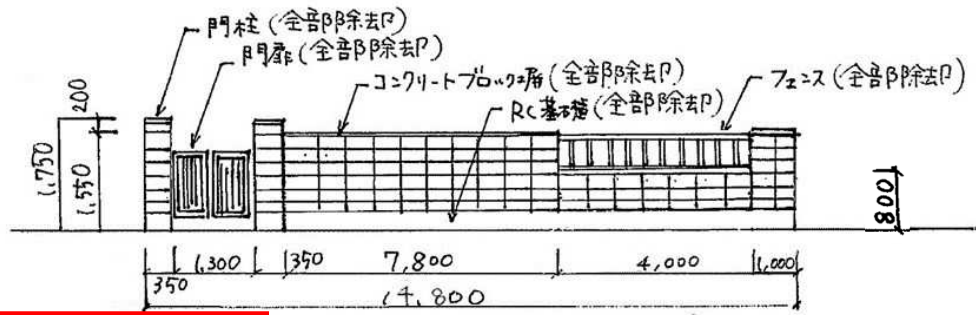 門柱(全部除却)
門扉(全部除却)
コンクリートブロック塀(全部除却)
フェンス(全部除却)
RC基礎(全部除却)
200
1,750
1,550
800
350
1,300
350
7,800
4,000
1,000
14,800